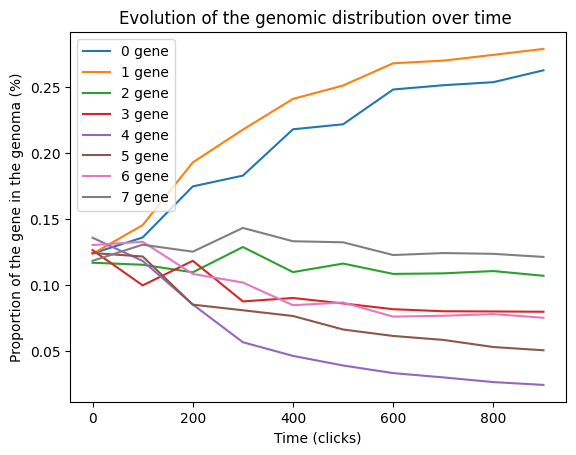 Evolution of the genomic distribution over time
Proportion of the gene in the genoma (%)
0.25
0.20
0.15
0.10
0.05
0 gene
1 gene
2 gene
3 gene
4 gene
5 gene
6 gene
7 gene
0
200
400
600
800
Time (clicks)